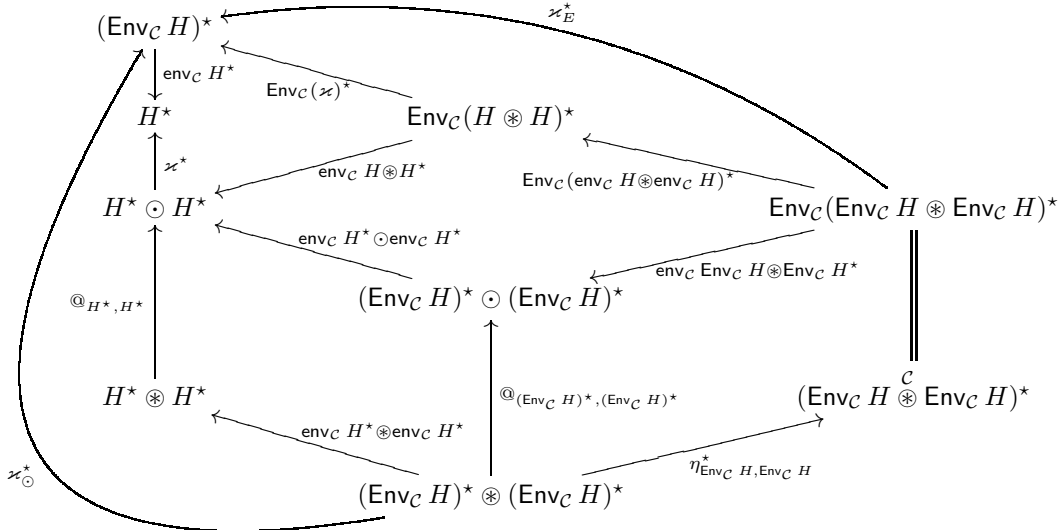 ϰ_E^⋆
(Env_𝒞 H)^⋆
env_𝒞 H^⋆
Env_𝒞(ϰ)^⋆
H^⋆
Env_𝒞(H ⊛ H)^⋆
ϰ^⋆
env_𝒞 H⊛H^⋆
Env_𝒞(env_𝒞 H⊛env_𝒞 H)^⋆
H^⋆ ⊙ H^⋆
Env_𝒞(Env_𝒞 H ⊛ Env_𝒞 H)^⋆
env_𝒞 H^⋆⊙env_𝒞 H^⋆
env_𝒞 Env_𝒞 H⊛Env_𝒞 H^⋆
(Env_𝒞 H)^⋆ ⊙ (Env_𝒞 H)^⋆
@_{H^⋆,H^⋆}
H^⋆ ⊛ H^⋆
@_{(Env_𝒞 H)^⋆,(Env_𝒞 H)^⋆}
(Env_𝒞 H ⊛^𝒞 Env_𝒞 H)^⋆
env_𝒞 H^⋆⊛env_𝒞 H^⋆
η^⋆_{Env_𝒞 H,Env_𝒞 H}
ϰ_⊙^⋆
(Env_𝒞 H)^⋆ ⊛ (Env_𝒞 H)^⋆